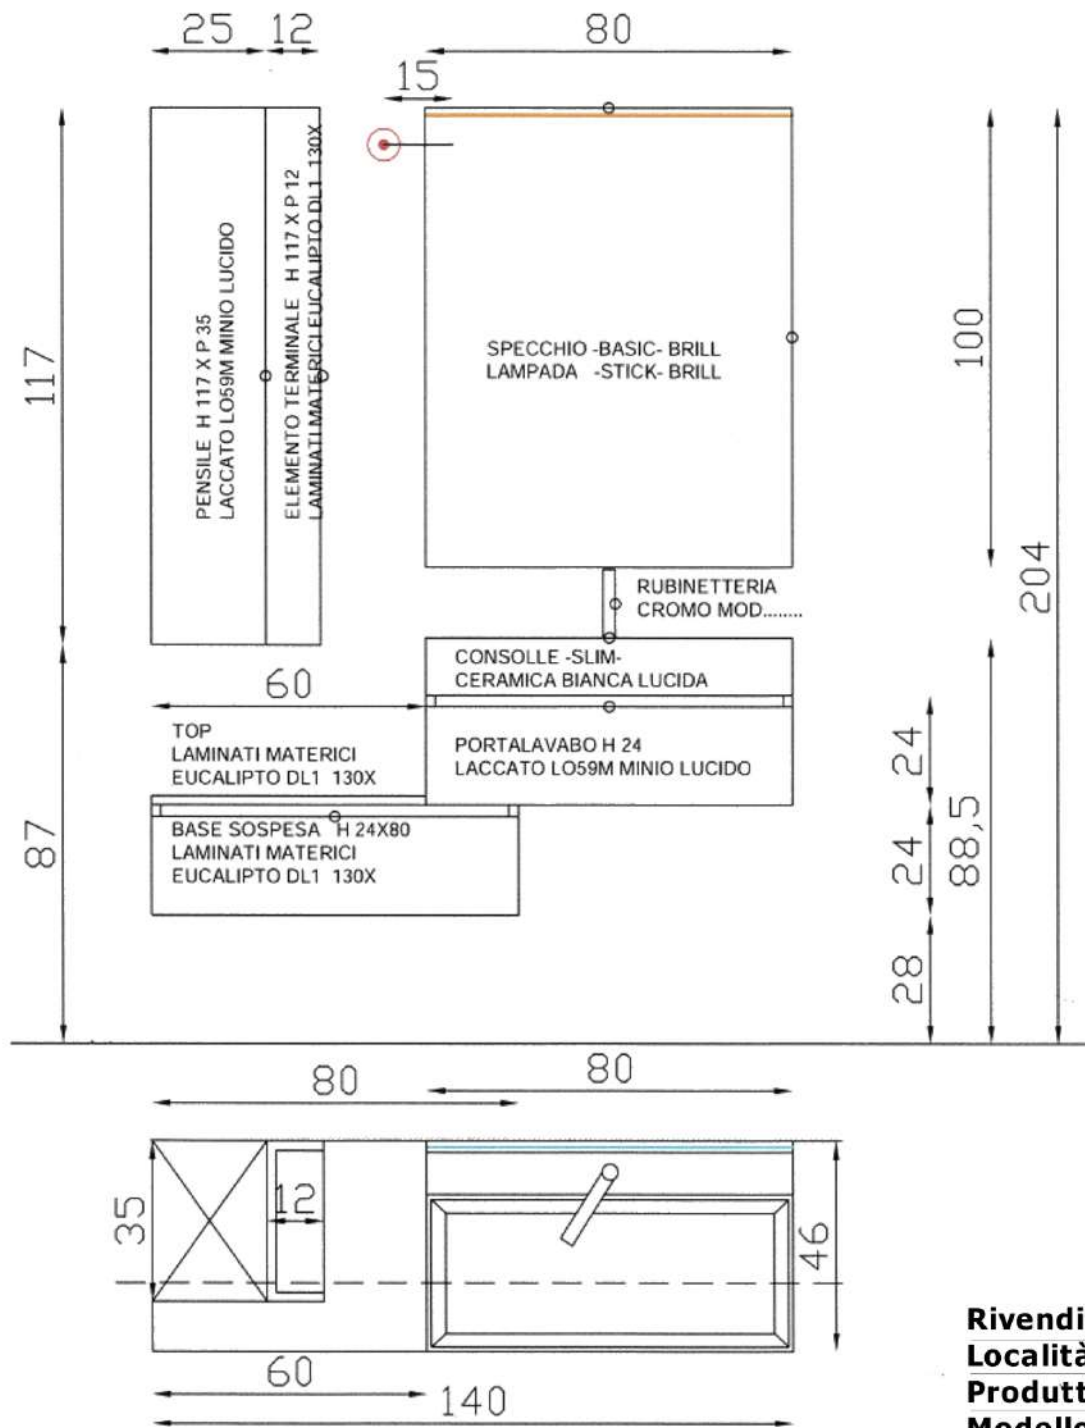 25
12
80
15
117
PENSILE H 117 X P 35
LACCATO LO59M MINIO LUCIDO
ELEMENTO TERMINALE H 117 X P 12
LAMINATI MATERICI EUCALIPTO DL1 130X
SPECCHIO -BASIC- BRILL
LAMPADA -STICK- BRILL
100
204
RUBINETTERIA
CROMO MOD........
CONSOLLE -SLIM-
CERAMICA BIANCA LUCIDA
60
TOP
LAMINATI MATERICI
EUCALIPTO DL1 130X
PORTALAVABO H 24
LACCATO LO59M MINIO LUCIDO
24
87
BASE SOSPESA H 24X80
LAMINATI MATERICI
EUCALIPTO DL1 130X
24
88,5
28
80
80
35
12
46
60
140
Rivendi
Località
Produtt